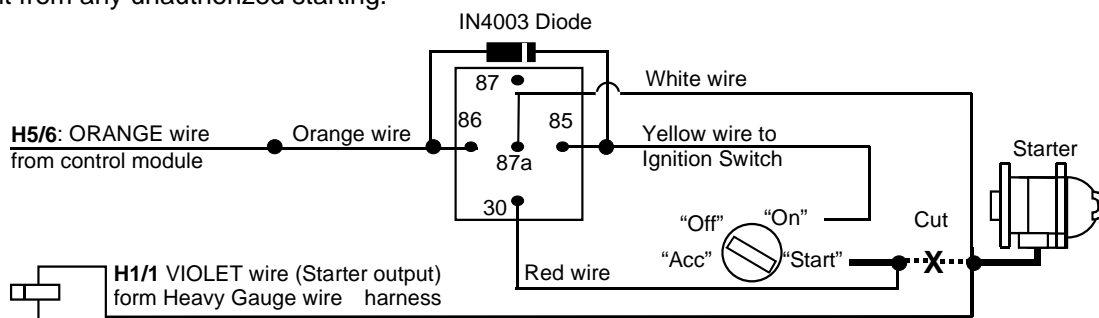 t from any unauthorized starting.
IN4003 Diode
87
White wire
H5/6: ORANGE wire
from control module
Orange wire
86
85
87a
Yellow wire to
Ignition Switch
Starter
30
"Off"
"On"
Cut
"Acc"
"Start"
X
H1/1 VIOLET wire (Starter output)
form Heavy Gauge wire harness
Red wire